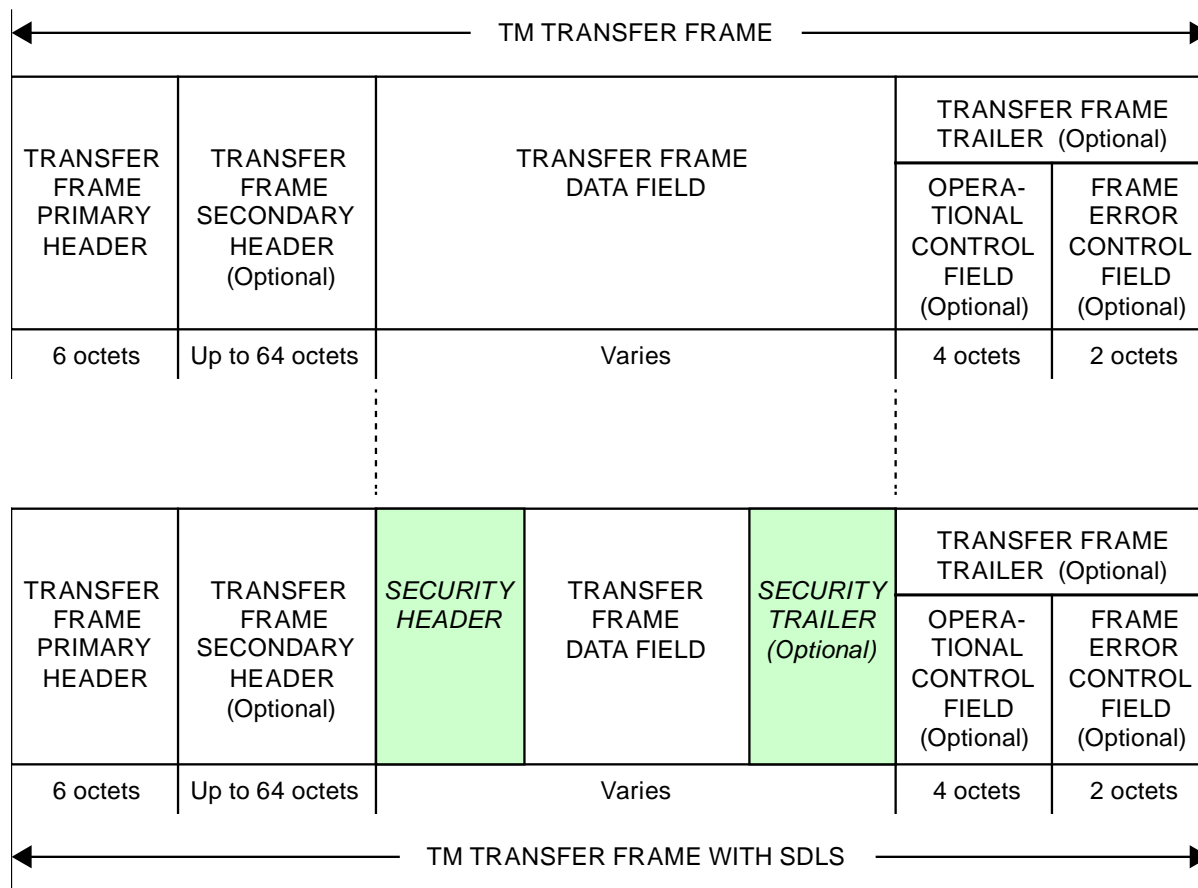 TM TRANSFER FRAME
TRANSFER
FRAME
PRIMARY
HEADER
TRANSFER
FRAME
SECONDARY
HEADER
(Optional)
TRANSFER FRAME
DATA FIELD
TRANSFER FRAME
TRAILER (Optional)
OPERA-
TIONAL
CONTROL
FIELD
(Optional)
FRAME
ERROR
CONTROL
FIELD
(Optional)
6 octets
Up to 64 octets
Varies
4 octets
2 octets
TRANSFER
FRAME
PRIMARY
HEADER
TRANSFER
FRAME
SECONDARY
HEADER
(Optional)
SECURITY
HEADER
TRANSFER
FRAME
DATA FIELD
SECURITY
TRAILER
(Optional)
TRANSFER FRAME
TRAILER (Optional)
OPERA-
TIONAL
CONTROL
FIELD
(Optional)
FRAME
ERROR
CONTROL
FIELD
(Optional)
6 octets
Up to 64 octets
Varies
4 octets
2 octets
TM TRANSFER FRAME WITH SDLS